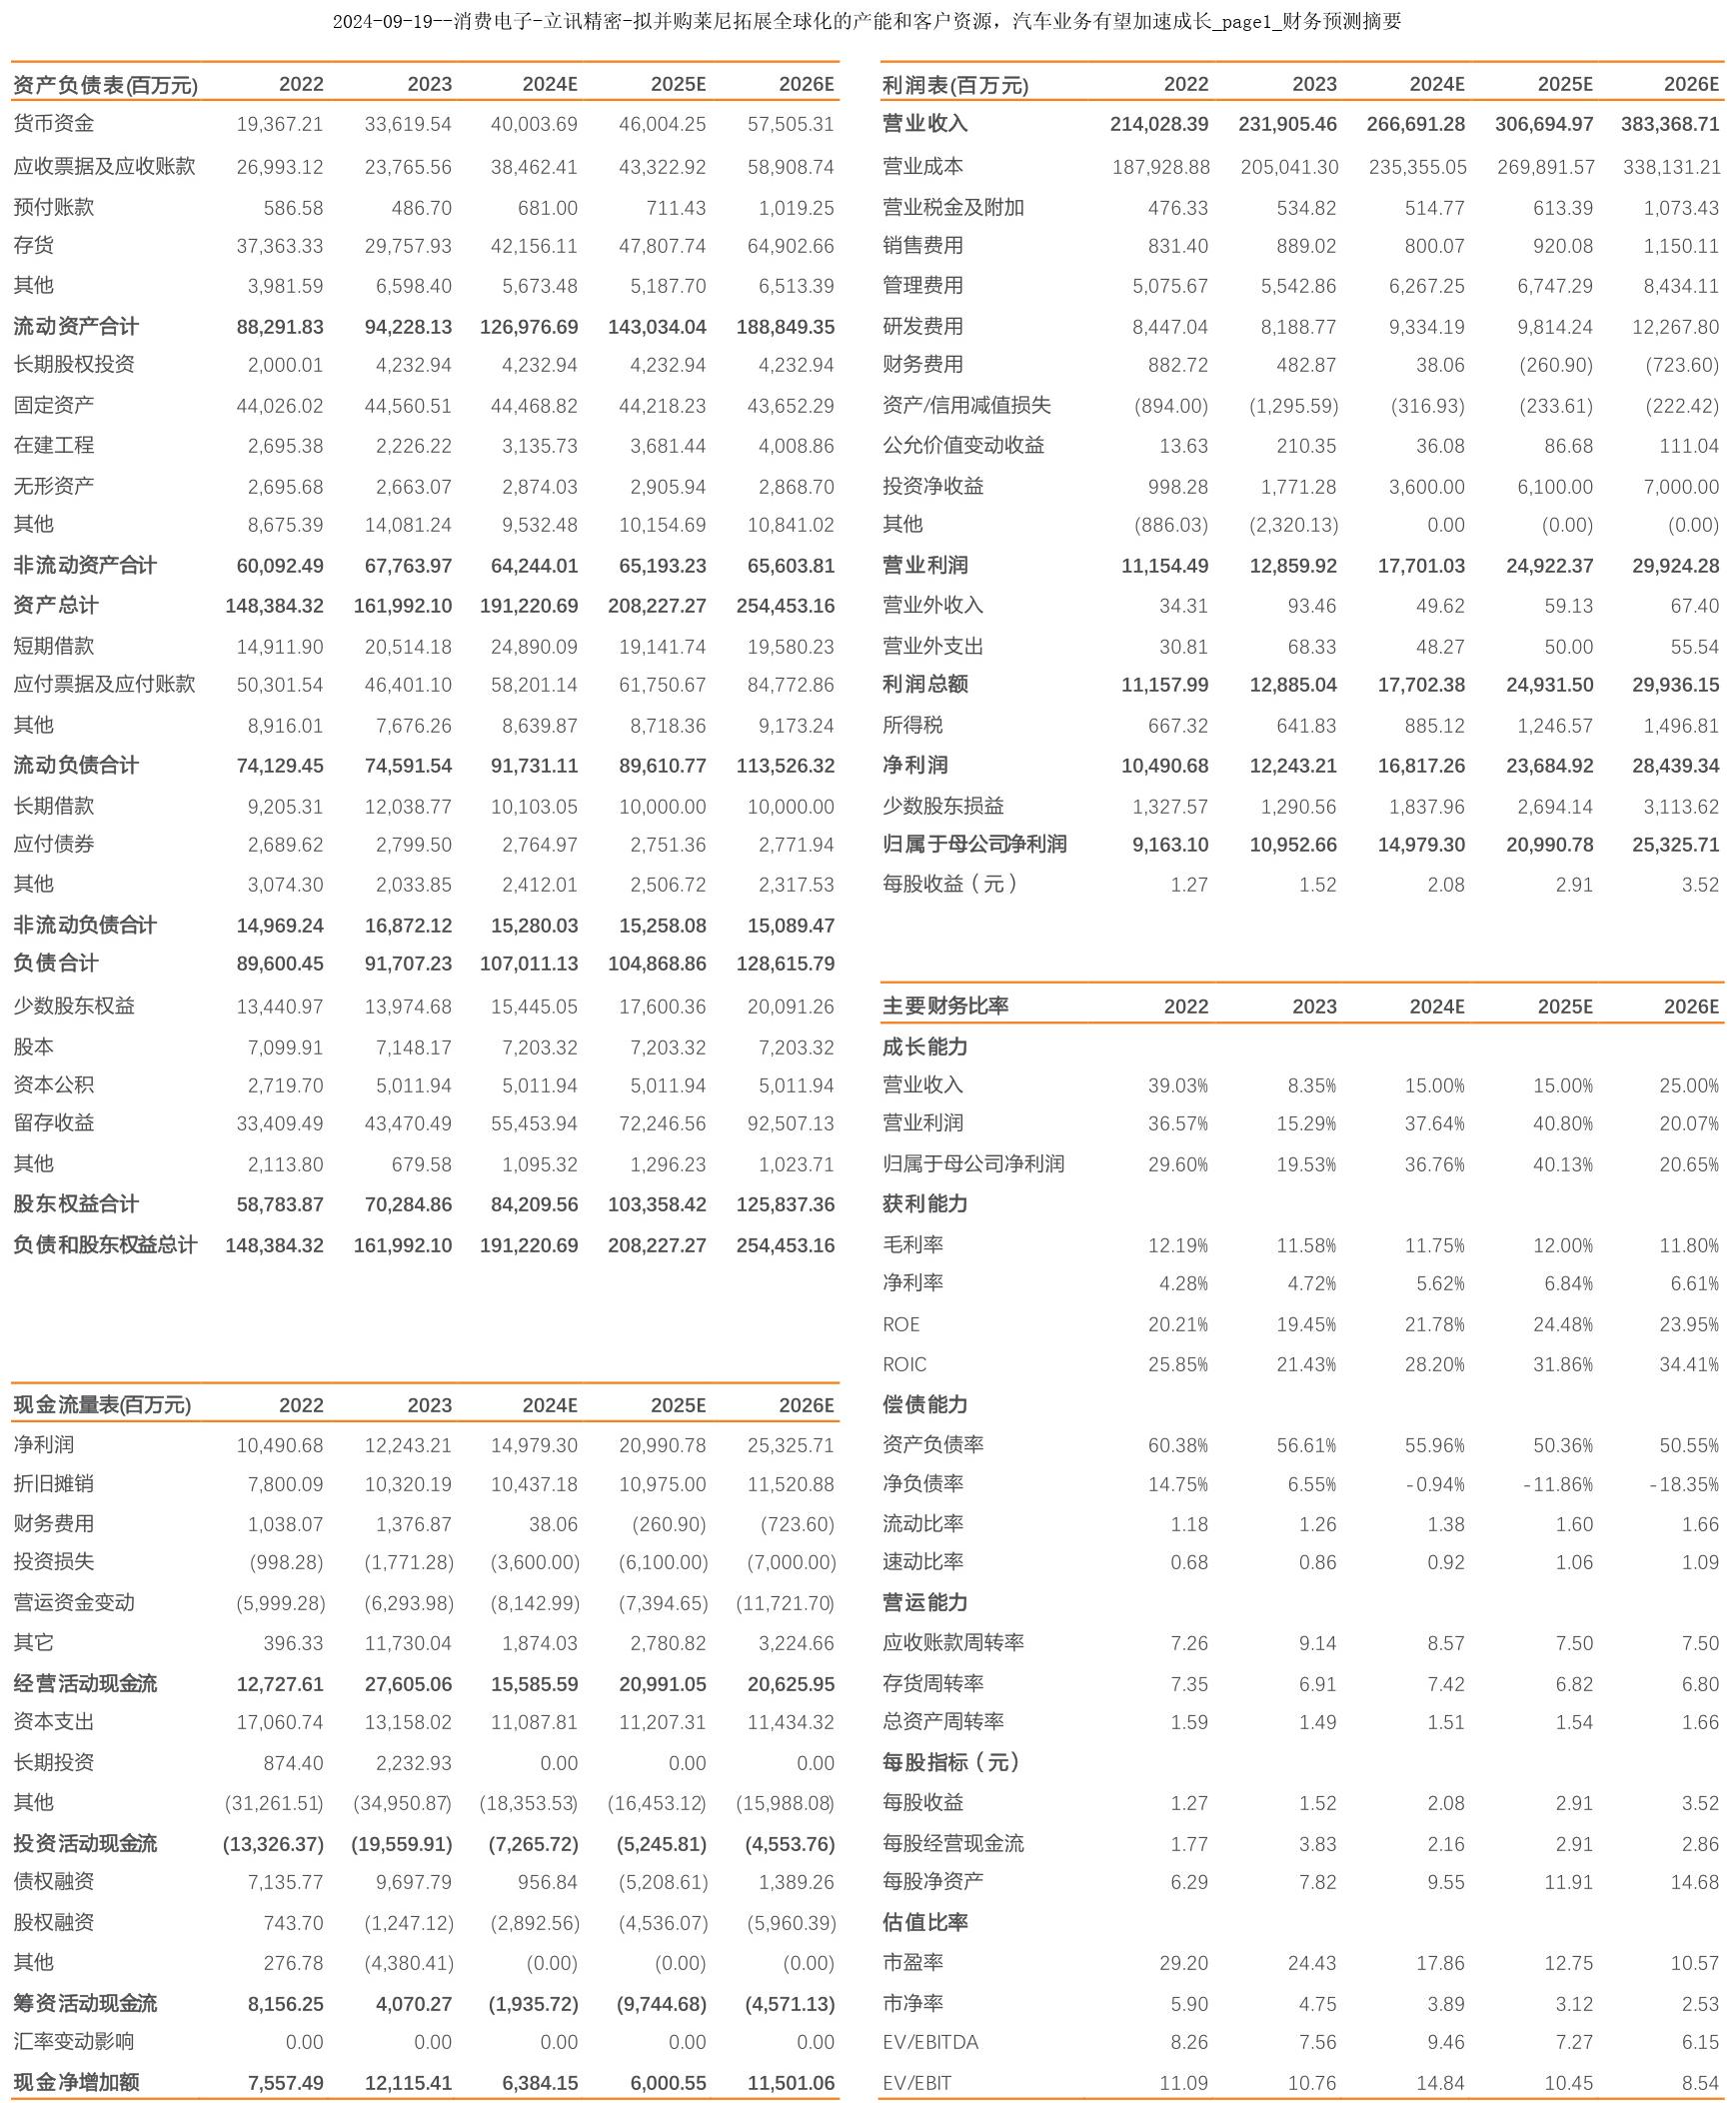 2024-09-19--消费电子-立讯精密-拟并购莱尼拓展全球化的产能和客户资源，汽车业务有望加速成长_page1_财务预测摘要
资产负债表(百万元) 2022 2023 2024E 2025E 2026E
货币资金 19,367.21 33,619.54 40,003.69 46,004.25 57,505.31
应收票据及应收账款 26,993.12 23,765.56 38,462.41 43,322.92 58,908.74
预付账款 586.58 486.70 681.00 711.43 1,019.25
存货 37,363.33 29,757.93 42,156.11 47,807.74 64,902.66
其他 3,981.59 6,598.40 5,673.48 5,187.70 6,513.39
流动资产合计 88,291.83 94,228.13 126,976.69 143,034.04 188,849.35
长期股权投资 2,000.01 4,232.94 4,232.94 4,232.94 4,232.94
固定资产 44,026.02 44,560.51 44,468.82 44,218.23 43,652.29
在建工程 2,695.38 2,226.22 3,135.73 3,681.44 4,008.86
无形资产 2,695.68 2,663.07 2,874.03 2,905.94 2,868.70
其他 8,675.39 14,081.24 9,532.48 10,154.69 10,841.02
非流动资产合计 60,092.49 67,763.97 64,244.01 65,193.23 65,603.81
资产总计 148,384.32 161,992.10 191,220.69 208,227.27 254,453.16
短期借款 14,911.90 20,514.18 24,890.09 19,141.74 19,580.23
应付票据及应付账款 50,301.54 46,401.10 58,201.14 61,750.67 84,772.86
其他 8,916.01 7,676.26 8,639.87 8,718.36 9,173.24
流动负债合计 74,129.45 74,591.54 91,731.11 89,610.77 113,526.32
长期借款 9,205.31 12,038.77 10,103.05 10,000.00 10,000.00
应付债券 2,689.62 2,799.50 2,764.97 2,751.36 2,771.94
其他 3,074.30 2,033.85 2,412.01 2,506.72 2,317.53
非流动负债合计 14,969.24 16,872.12 15,280.03 15,258.08 15,089.47
负债合计 89,600.45 91,707.23 107,011.13 104,868.86 128,615.79
少数股东权益 13,440.97 13,974.68 15,445.05 17,600.36 20,091.26
股本 7,099.91 7,148.17 7,203.32 7,203.32 7,203.32
资本公积 2,719.70 5,011.94 5,011.94 5,011.94 5,011.94
留存收益 33,409.49 43,470.49 55,453.94 72,246.56 92,507.13
其他 2,113.80 679.58 1,095.32 1,296.23 1,023.71
股东权益合计 58,783.87 70,284.86 84,209.56 103,358.42 125,837.36
负债和股东权益总计 148,384.32 161,992.10 191,220.69 208,227.27 254,453.16
现金流量表(百万元) 2022 2023 2024E 2025E 2026E
净利润 10,490.68 12,243.21 14,979.30 20,990.78 25,325.71
折旧摊销 7,800.09 10,320.19 10,437.18 10,975.00 11,520.88
财务费用 1,038.07 1,376.87 38.06 (260.90) (723.60)
投资损失 (998.28) (1,771.28) (3,600.00) (6,100.00) (7,000.00)
营运资金变动 (5,999.28) (6,293.98) (8,142.99) (7,394.65) (11,721.70)
其它 396.33 11,730.04 1,874.03 2,780.82 3,224.66
经营活动现金流 12,727.61 27,605.06 15,585.59 20,991.05 20,625.95
资本支出 17,060.74 13,158.02 11,087.81 11,207.31 11,434.32
长期投资 874.40 2,232.93 0.00 0.00 0.00
其他 (31,261.51) (34,950.87) (18,353.53) (16,453.12) (15,988.08)
投资活动现金流 (13,326.37) (19,559.91) (7,265.72) (5,245.81) (4,553.76)
债权融资 7,135.77 9,697.79 956.84 (5,208.61) 1,389.26
股权融资 743.70 (1,247.12) (2,892.56) (4,536.07) (5,960.39)
其他 276.78 (4,380.41) (0.00) (0.00) (0.00)
筹资活动现金流 8,156.25 4,070.27 (1,935.72) (9,744.68) (4,571.13)
汇率变动影响 0.00 0.00 0.00 0.00 0.00
现金净增加额 7,557.49 12,115.41 6,384.15 6,000.55 11,501.06
利润表(百万元) 2022 2023 2024E 2025E 2026E
营业收入 214,028.39 231,905.46 266,691.28 306,694.97 383,368.71
营业成本 187,928.88 205,041.30 235,355.05 269,891.57 338,131.21
营业税金及附加 476.33 534.82 514.77 613.39 1,073.43
销售费用 831.40 889.02 800.07 920.08 1,150.11
管理费用 5,075.67 5,542.86 6,267.25 6,747.29 8,434.11
研发费用 8,447.04 8,188.77 9,334.19 9,814.24 12,267.80
财务费用 882.72 482.87 38.06 (260.90) (723.60)
资产/信用减值损失 (894.00) (1,295.59) (316.93) (233.61) (222.42)
公允价值变动收益 13.63 210.35 36.08 86.68 111.04
投资净收益 998.28 1,771.28 3,600.00 6,100.00 7,000.00
其他 (886.03) (2,320.13) 0.00 (0.00) (0.00)
营业利润 11,154.49 12,859.92 17,701.03 24,922.37 29,924.28
营业外收入 34.31 93.46 49.62 59.13 67.40
营业外支出 30.81 68.33 48.27 50.00 55.54
利润总额 11,157.99 12,885.04 17,702.38 24,931.50 29,936.15
所得税 667.32 641.83 885.12 1,246.57 1,496.81
净利润 10,490.68 12,243.21 16,817.26 23,684.92 28,439.34
少数股东损益 1,327.57 1,290.56 1,837.96 2,694.14 3,113.62
归属于母公司净利润 9,163.10 10,952.66 14,979.30 20,990.78 25,325.71
每股收益（元） 1.27 1.52 2.08 2.91 3.52
主要财务比率 2022 2023 2024E 2025E 2026E
成长能力
营业收入 39.03% 8.35% 15.00% 15.00% 25.00%
营业利润 36.57% 15.29% 37.64% 40.80% 20.07%
归属于母公司净利润 29.60% 19.53% 36.76% 40.13% 20.65%
获利能力
毛利率 12.19% 11.58% 11.75% 12.00% 11.80%
净利率 4.28% 4.72% 5.62% 6.84% 6.61%
ROE 20.21% 19.45% 21.78% 24.48% 23.95%
ROIC 25.85% 21.43% 28.20% 31.86% 34.41%
偿债能力
资产负债率 60.38% 56.61% 55.96% 50.36% 50.55%
净负债率 14.75% 6.55% -0.94% -11.86% -18.35%
流动比率 1.18 1.26 1.38 1.60 1.66
速动比率 0.68 0.86 0.92 1.06 1.09
营运能力
应收账款周转率 7.26 9.14 8.57 7.50 7.50
存货周转率 7.35 6.91 7.42 6.82 6.80
总资产周转率 1.59 1.49 1.51 1.54 1.66
每股指标（元）
每股收益 1.27 1.52 2.08 2.91 3.52
每股经营现金流 1.77 3.83 2.16 2.91 2.86
每股净资产 6.29 7.82 9.55 11.91 14.68
估值比率
市盈率 29.20 24.43 17.86 12.75 10.57
市净率 5.90 4.75 3.89 3.12 2.53
EV/EBITDA 8.26 7.56 9.46 7.27 6.15
EV/EBIT 11.09 10.76 14.84 10.45 8.54